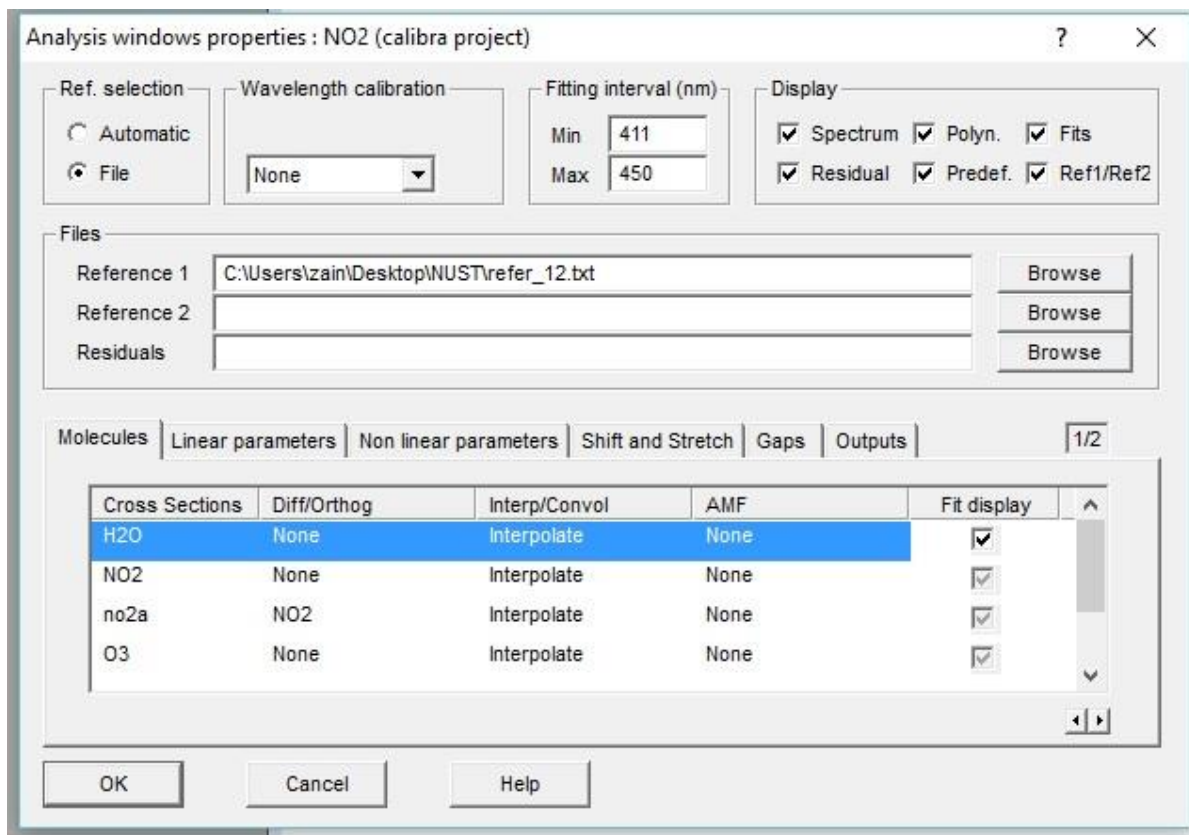 Analysis windows properties : NO2 (calibra project) ?
Ref. selection Wavelength calibration Fitting interval (nm) Display
Automatic Min 411 Spectrum Polyn. Fits
File None Max 450 Residual Predef. Ref1/Ref2
Files
Reference 1 C:\Users\zain\Desktop\NUST\refer_12.txt Browse
Reference 2 Browse
Residuals Browse
Molecules Linear parameters Non linear parameters Shift and Stretch Gaps Outputs 1/2
Cross Sections Diff/Orthog Interp/Convol AMF Fit display
H2O None Interpolate None
NO2 None Interpolate None
no2a NO2 Interpolate None
O3 None Interpolate None
OK Cancel Help